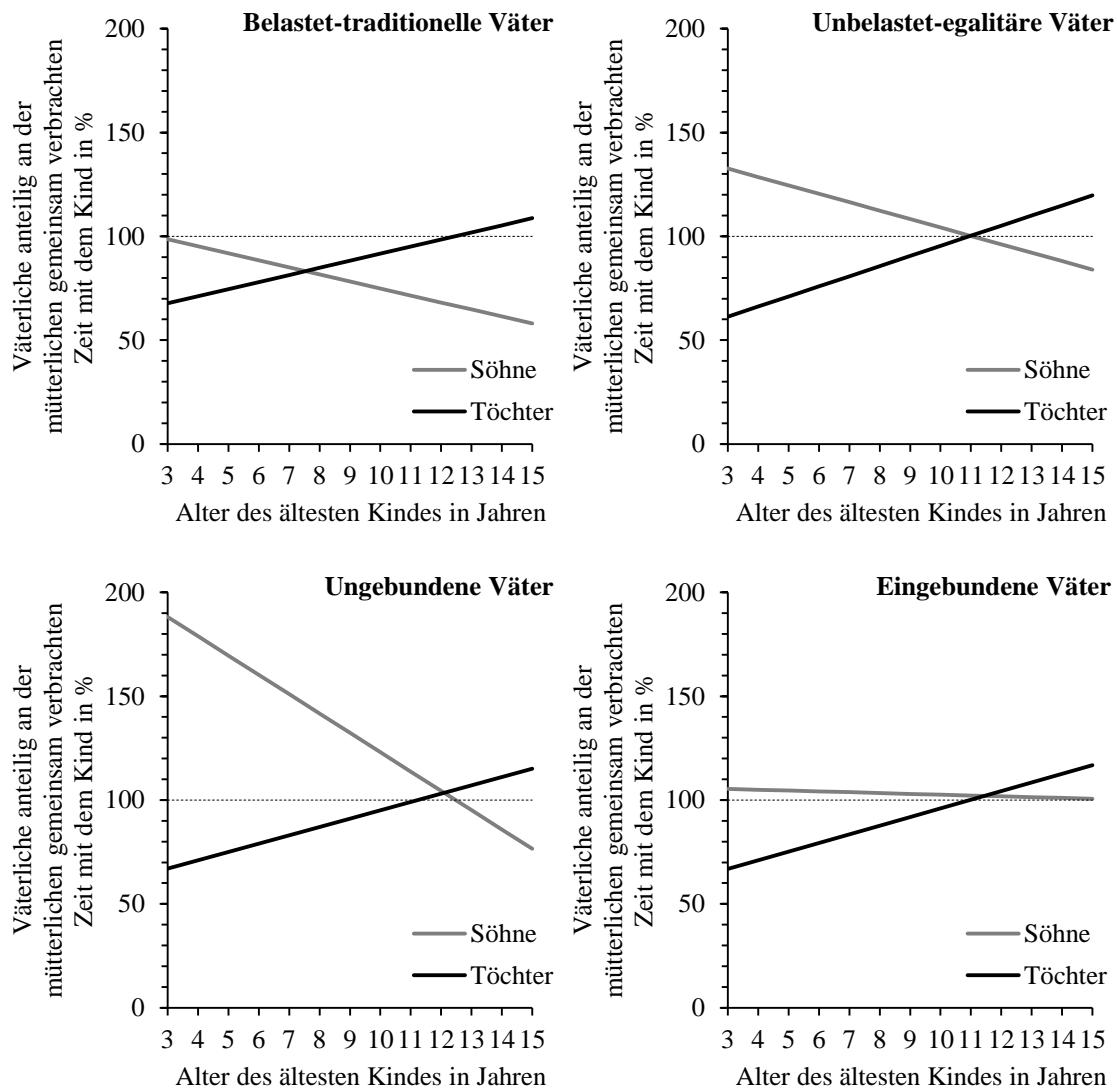 Belastet-traditionelle Väter
Väterliche anteilig an der
mütterlichen gemeinsam verbrachten
Zeit mit dem Kind in %
200
150
100
50
0
Söhne
Töchter
3 4 5 6 7 8 9 10 11 12 13 14 15
Alter des ältesten Kindes in Jahren
Unbelastet-egalitäre Väter
Väterliche anteilig an der
mütterlichen gemeinsam verbrachten
Zeit mit dem Kind in %
200
150
100
50
0
Söhne
Töchter
3 4 5 6 7 8 9 10 11 12 13 14 15
Alter des ältesten Kindes in Jahren
Ungebundene Väter
Väterliche anteilig an der
mütterlichen gemeinsam verbrachten
Zeit mit dem Kind in %
200
150
100
50
0
Söhne
Töchter
3 4 5 6 7 8 9 10 11 12 13 14 15
Alter des ältesten Kindes in Jahren
Eingebundene Väter
Väterliche anteilig an der
mütterlichen gemeinsam verbrachten
Zeit mit dem Kind in %
200
150
100
50
0
Söhne
Töchter
3 4 5 6 7 8 9 10 11 12 13 14 15
Alter des ältesten Kindes in Jahren